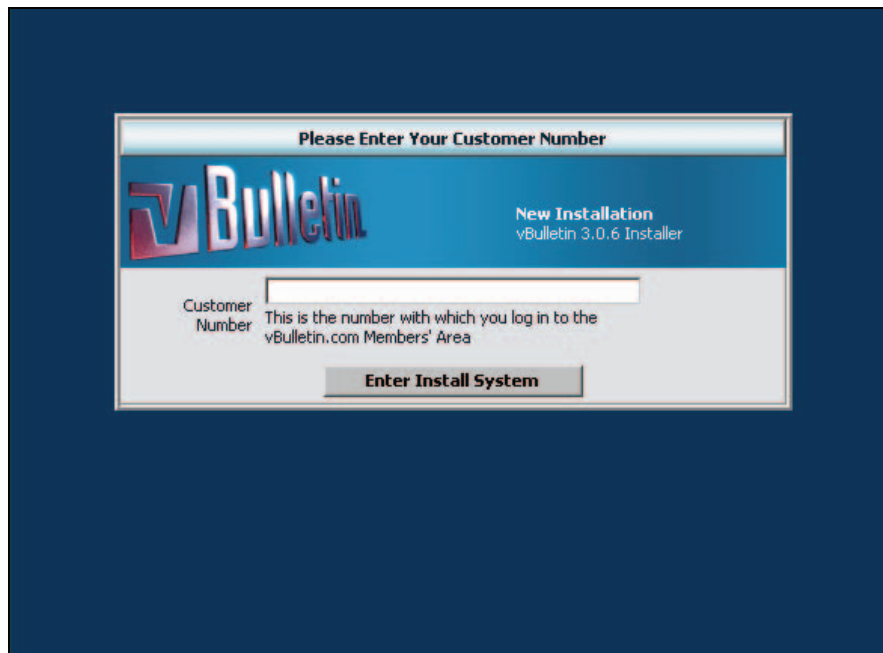 Please Enter Your Customer Number
vBulletin
New Installation
vBulletin 3.0.6 Installer
Customer
Number
This is the number with which you log in to the
vBulletin.com Members' Area
Enter Install System